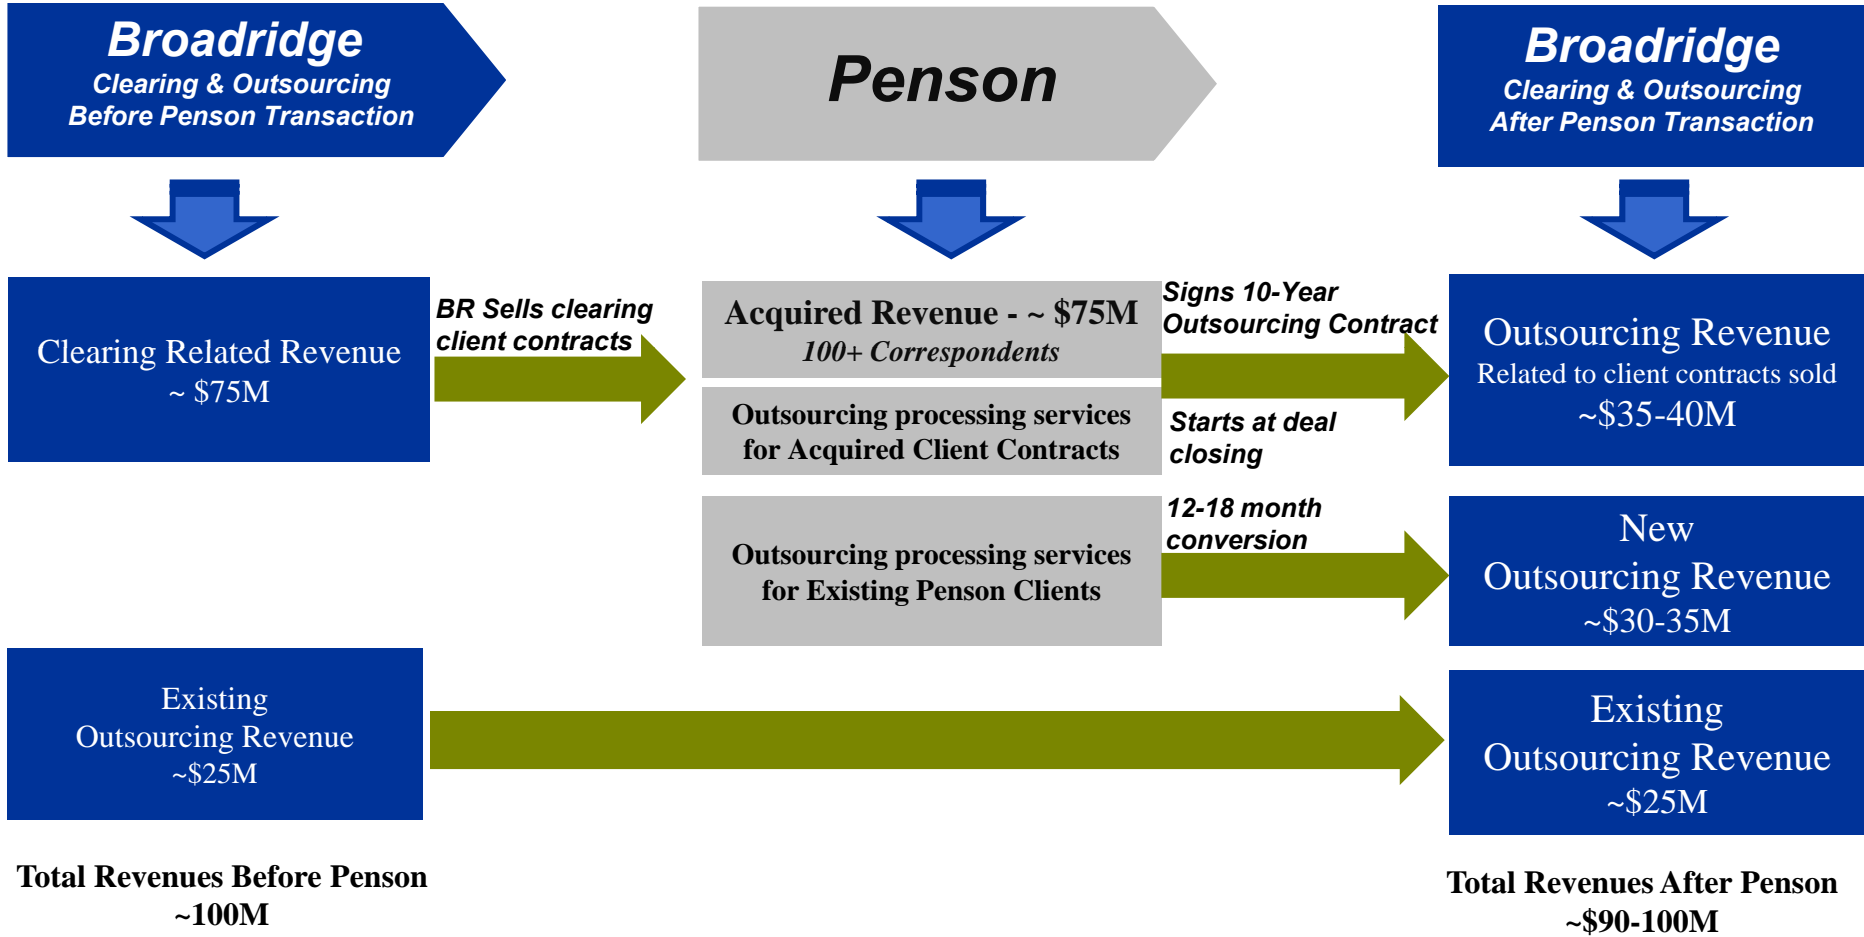 Broadridge
Clearing & Outsourcing
Before Penson Transaction
Penson
Broadridge
Clearing & Outsourcing
After Penson Transaction
Clearing Related Revenue
~ $75M
BR Sells clearing
client contracts
Acquired Revenue - ~ $75M
100+ Correspondents
Outsourcing processing services
for Acquired Client Contracts
Signs 10-Year
Outsourcing Contract
Starts at deal
closing
Outsourcing Revenue
Related to client contracts sold
~$35-40M
Outsourcing processing services
for Existing Penson Clients
12-18 month
conversion
New
Outsourcing Revenue
~$30-35M
Existing
Outsourcing Revenue
~$25M
Existing
Outsourcing Revenue
~$25M
Total Revenues Before Penson
~100M
Total Revenues After Penson
~$90-100M